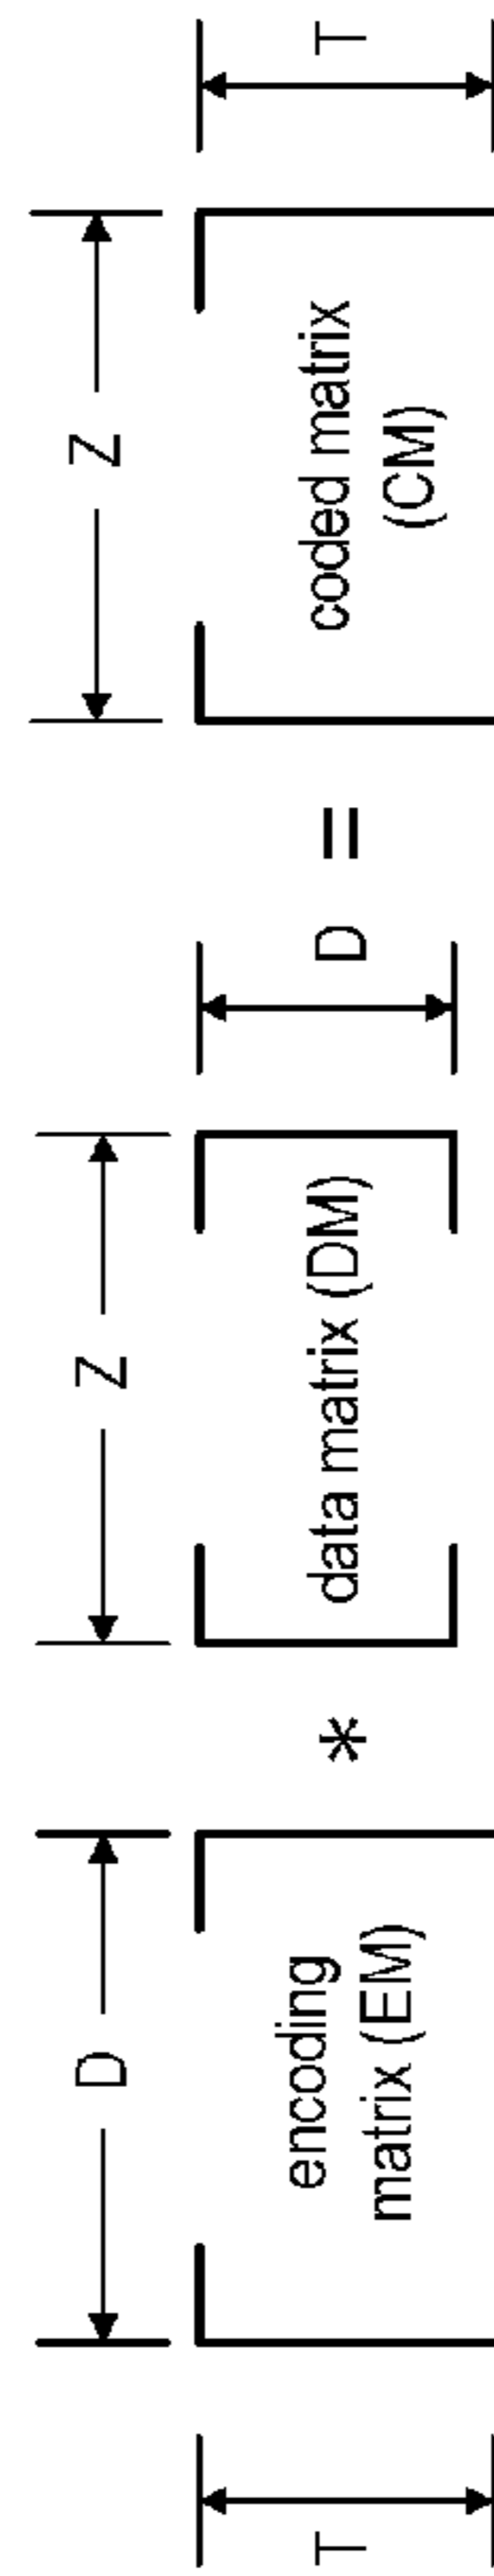 D
Z
Z
T
encoding
matrix (EM)
*
data matrix (DM)
D
=
coded matrix
(CM)
T